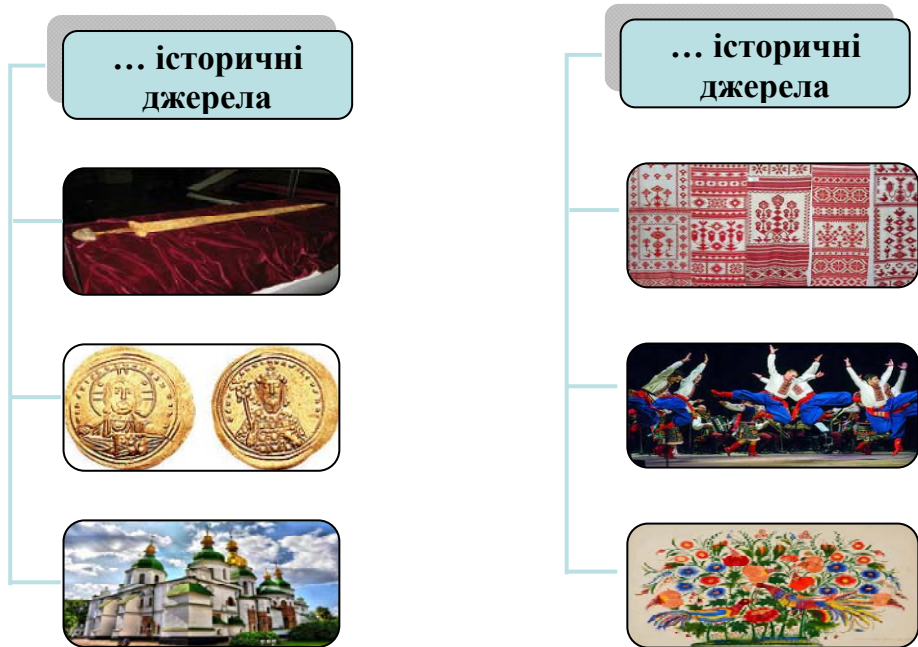 … історичні
джерела
… історичні
джерела